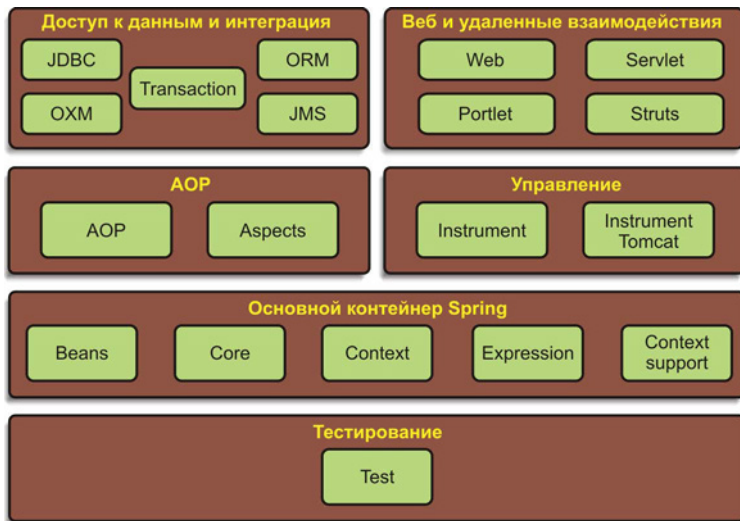 Доступ к данным и интеграция
JDBC
ORM
Transaction
OXM
JMS
Веб и удаленные взаимодействия
Web
Servlet
Portlet
Struts
AOP
AOP
Aspects
Управление
Instrument
Instrument
Tomcat
Основной контейнер Spring
Beans
Core
Context
Expression
Context
support
Тестирование
Test